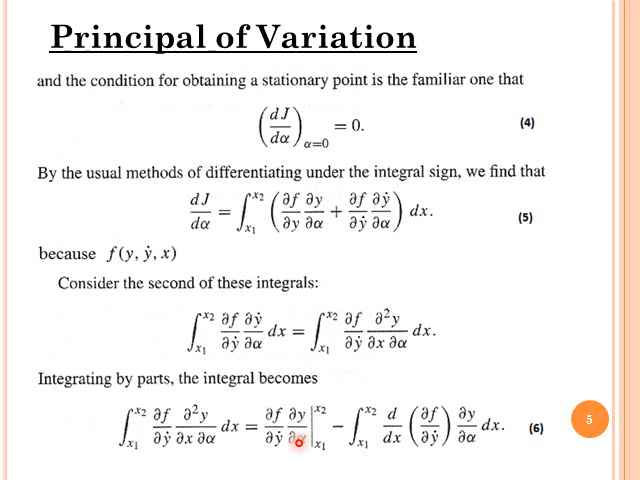 Principal of Variation
and the condition for obtaining a stationary point is the familiar one that
(dJ/dα)_{α=0} = 0. (4)
By the usual methods of differentiating under the integral sign, we find that
dJ/dα = ∫_{x₁}^{x₂} (∂f/∂y ∂y/∂α + ∂f/∂ẏ ∂ẏ/∂α) dx. (5)
because f(y, ẏ, x)
Consider the second of these integrals:
∫_{x₁}^{x₂} ∂f/∂ẏ ∂ẏ/∂α dx = ∫_{x₁}^{x₂} ∂f/∂ẏ ∂²y/∂x ∂α dx.
Integrating by parts, the integral becomes
∫_{x₁}^{x₂} ∂f/∂ẏ ∂²y/∂x ∂α dx = ∂f/∂ẏ ∂y/∂α |_{x₁}^{x₂} − ∫_{x₁}^{x₂} d/dx (∂f/∂ẏ) ∂y/∂α dx. (6)
5